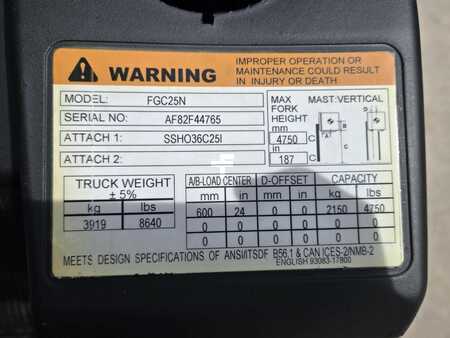 WARNING
IMPROPER OPERATION OR
MAINTENANCE COULD RESULT
IN INJURY OR DEATH
MODEL: FGC25N
SERIAL NO: AF82F44765
ATTACH 1: SSHO36C25I
ATTACH 2:
MAX FORK HEIGHT
mm
4750
in
187
MAST:VERTICAL
C
C
A
B
TRUCK WEIGHT
± 5%
kg lbs
3919 8640
A/B-LOAD CENTER D-OFFSET CAPACITY
mm in mm in kg lbs
600 24 0 0 2150 4750
0 0 0 0 0 0
0 0 0 0 0 0
MEETS DESIGN SPECIFICATIONS OF ANSI/ITSDF B56.1 & CAN ICES-2/NMB-2
ENGLISH 93083-17800